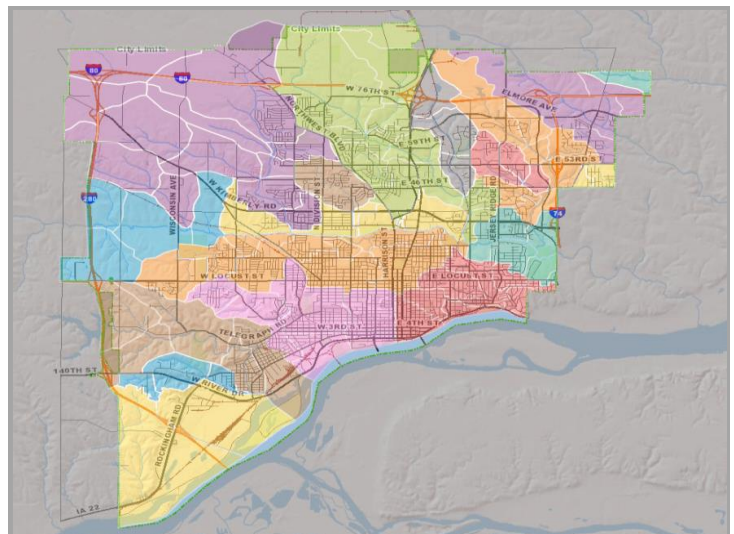 City Limits
City Limits
80
80
W 76TH ST
ELMORE AVE
NORTHWEST BLVD
E 59TH ST
E 53RD ST
E 46TH ST
W KIMBERLY RD
N DIVISION ST
WISCONSIN AVE
JERSEY RIDGE RD
280
74
HARRISON ST
W LOCUST ST
E LOCUST ST
TELEGRAPH RD
W 3RD ST
E 4TH ST
140TH ST
W RIVER DR
ROCKINGHAM RD
IA 22